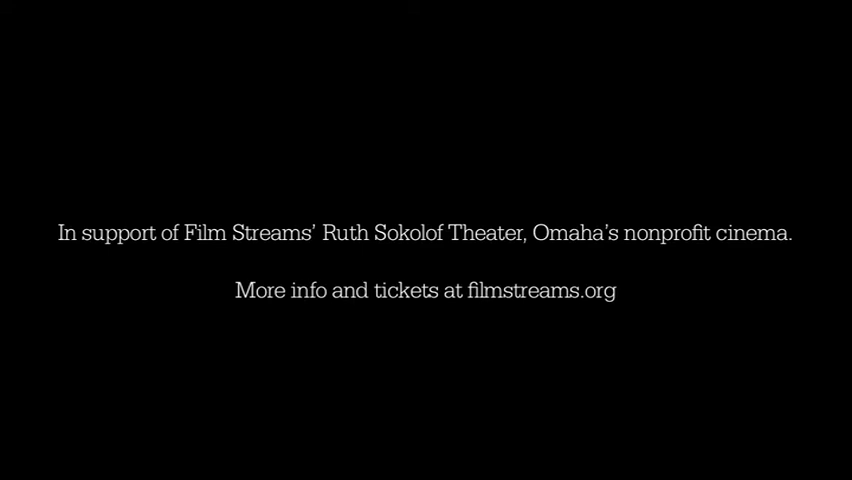 In support of Film Streams’ Ruth Sokolof Theater, Omaha’s nonprofit cinema.
More info and tickets at filmstreams.org